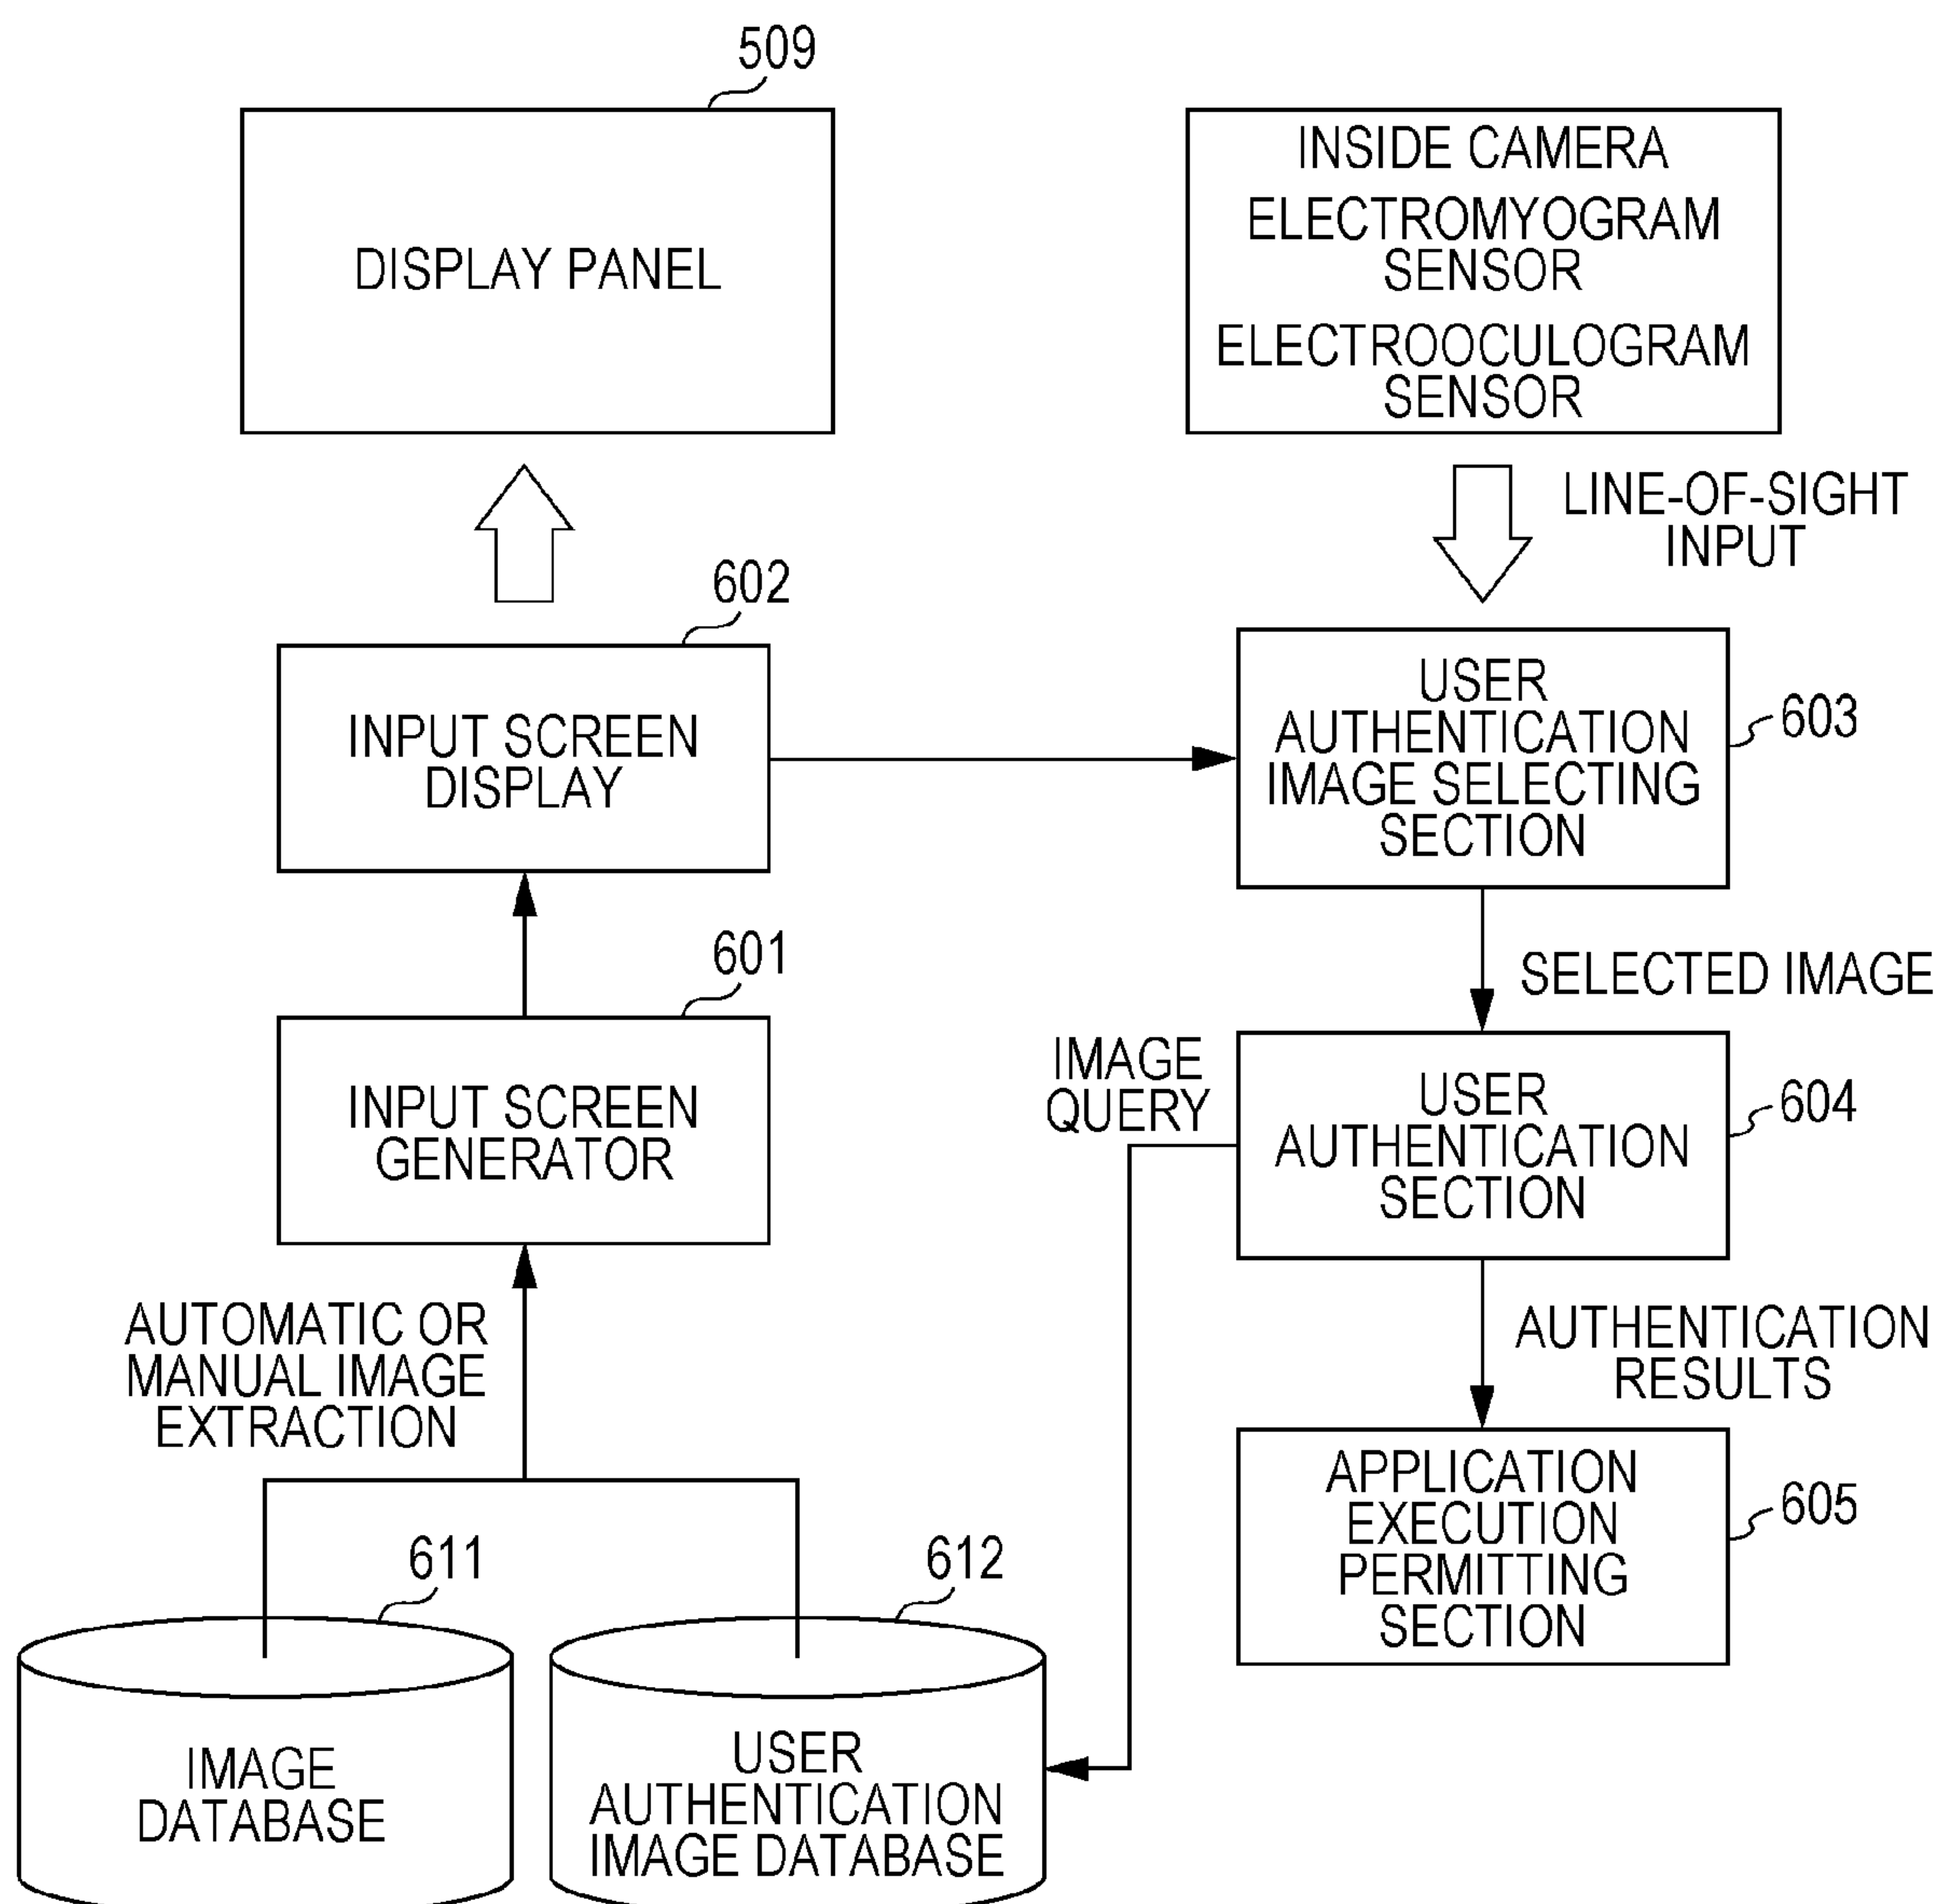 509
DISPLAY PANEL
INSIDE CAMERA
ELECTROMYOGRAM
SENSOR
ELECTROOCULOGRAM
SENSOR
LINE-OF-SIGHT
INPUT
602
INPUT SCREEN
DISPLAY
USER
AUTHENTICATION
IMAGE SELECTING
SECTION
603
601
INPUT SCREEN
GENERATOR
SELECTED IMAGE
IMAGE
QUERY
USER
AUTHENTICATION
SECTION
604
AUTOMATIC OR
MANUAL IMAGE
EXTRACTION
AUTHENTICATION
RESULTS
APPLICATION
EXECUTION
PERMITTING
SECTION
605
611
IMAGE
DATABASE
612
USER
AUTHENTICATION
IMAGE DATABASE